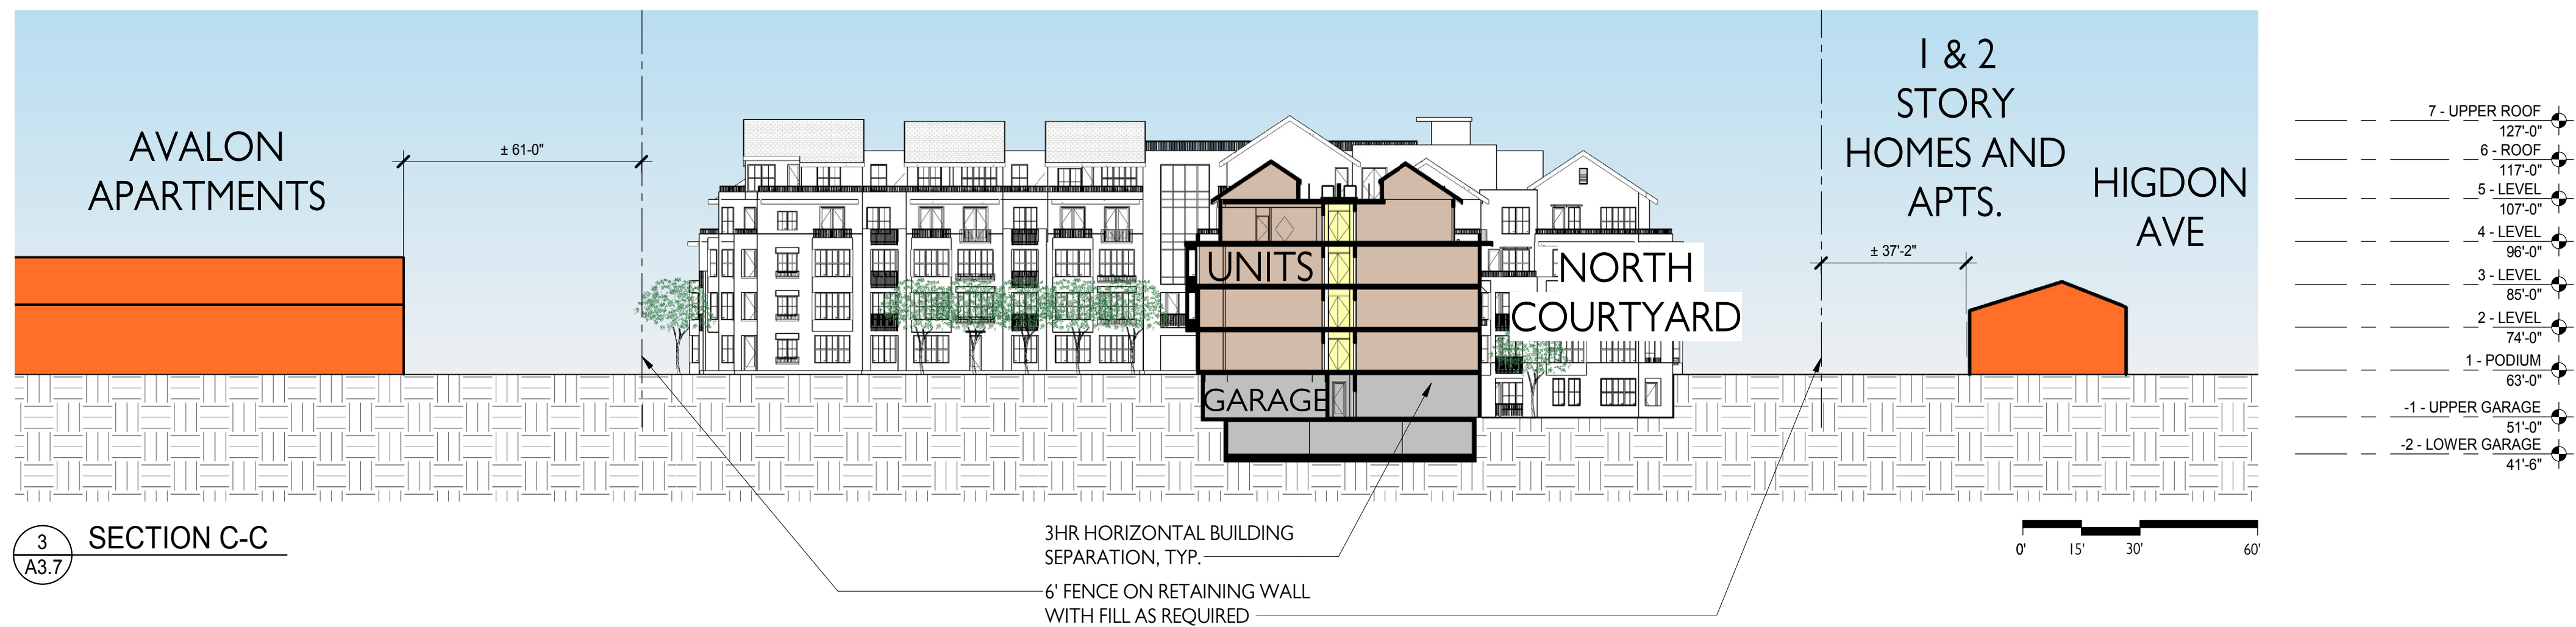 AVALON
APARTMENTS
± 61-0"
UNITS
GARAGE
NORTH
COURTYARD
1 & 2
STORY
HOMES AND
APTS.
± 37'-2"
HIGDON
AVE
7 - UPPER ROOF
127'-0"
6 - ROOF
117'-0"
5 - LEVEL
107'-0"
4 - LEVEL
96'-0"
3 - LEVEL
85'-0"
2 - LEVEL
74'-0"
1 - PODIUM
63'-0"
-1 - UPPER GARAGE
51'-0"
-2 - LOWER GARAGE
41'-6"
3
A3.7
SECTION C-C
3HR HORIZONTAL BUILDING
SEPARATION, TYP.
6' FENCE ON RETAINING WALL
WITH FILL AS REQUIRED
0' 15' 30' 60'